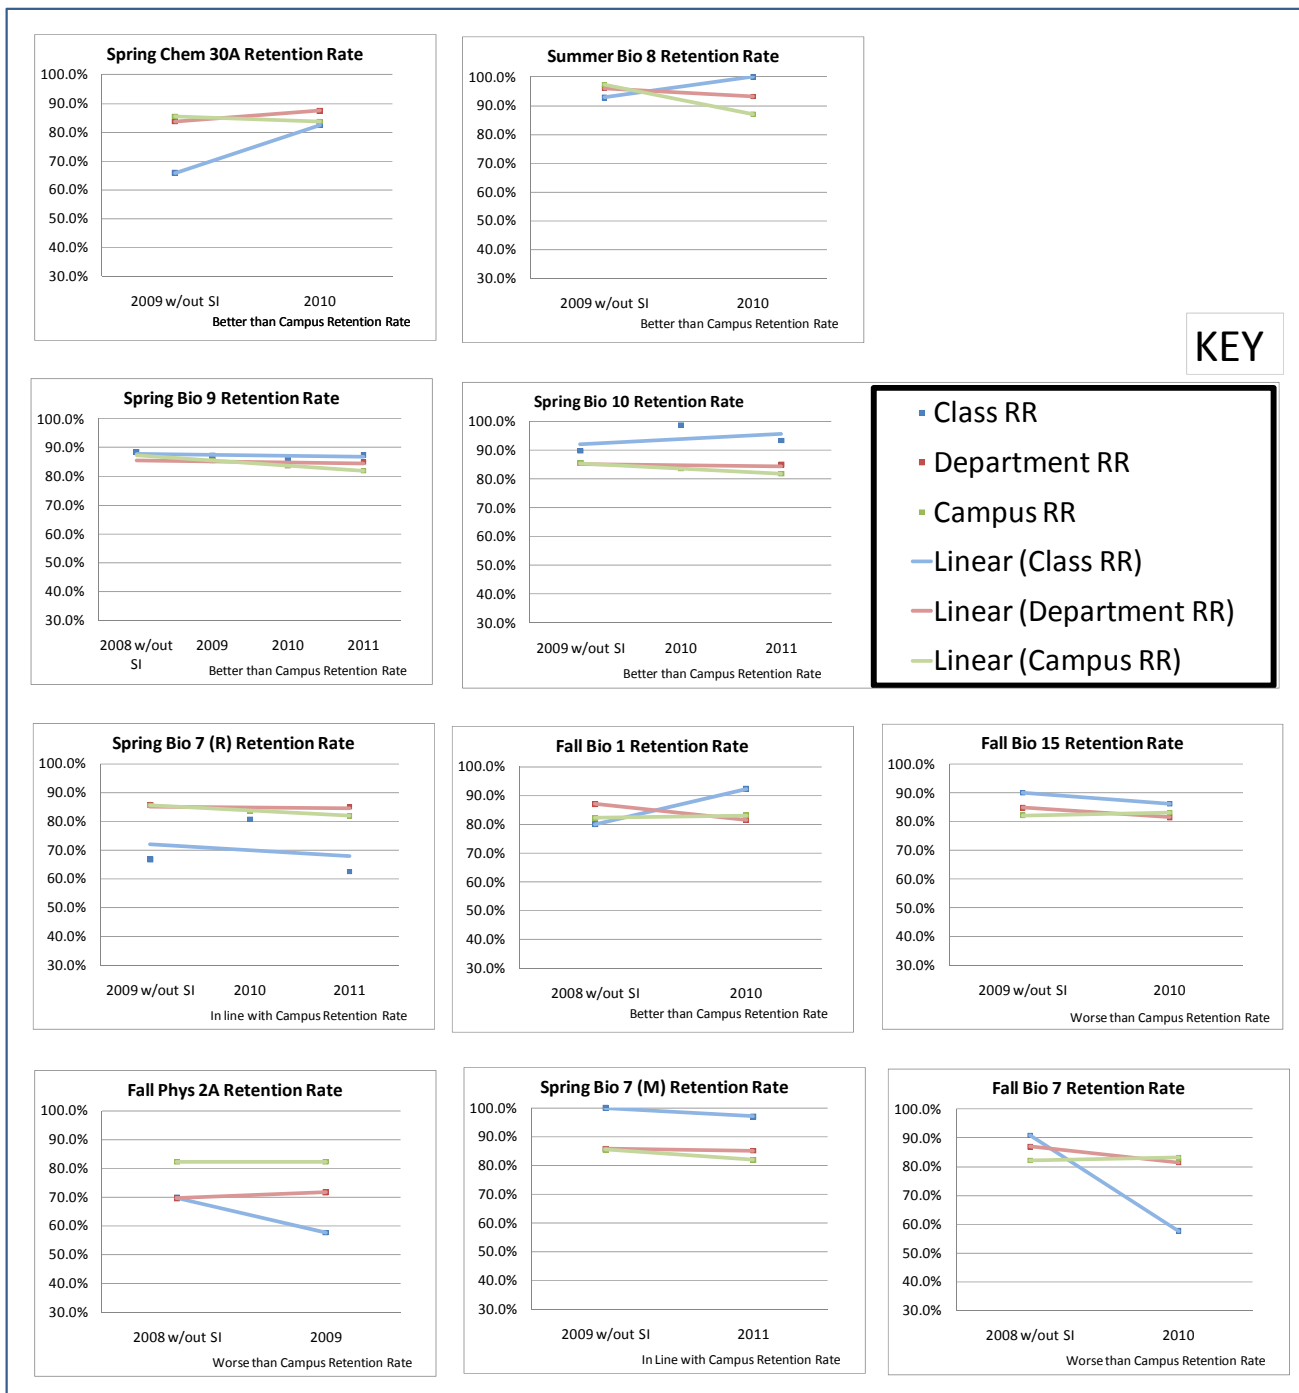 Spring Chem 30A Retention Rate
100.0%
90.0%
80.0%
70.0%
60.0%
50.0%
40.0%
30.0%
2009 w/out SI 2010
Better than Campus Retention Rate
Summer Bio 8 Retention Rate
100.0%
90.0%
80.0%
70.0%
60.0%
50.0%
40.0%
30.0%
2009 w/out SI 2010
Better than Campus Retention Rate
KEY
Spring Bio 9 Retention Rate
100.0%
90.0%
80.0%
70.0%
60.0%
50.0%
40.0%
30.0%
2008 w/out 2009 2010 2011
SI
Better than Campus Retention Rate
Spring Bio 10 Retention Rate
100.0%
90.0%
80.0%
70.0%
60.0%
50.0%
40.0%
30.0%
2009 w/out SI 2010 2011
Better than Campus Retention Rate
Class RR
Department RR
Campus RR
Linear (Class RR)
Linear (Department RR)
Linear (Campus RR)
Spring Bio 7 (R) Retention Rate
100.0%
90.0%
80.0%
70.0%
60.0%
50.0%
40.0%
30.0%
2009 w/out SI 2010 2011
In line with Campus Retention Rate
Fall Bio 1 Retention Rate
100.0%
90.0%
80.0%
70.0%
60.0%
50.0%
40.0%
30.0%
2008 w/out SI 2010
Better than Campus Retention Rate
Fall Bio 15 Retention Rate
100.0%
90.0%
80.0%
70.0%
60.0%
50.0%
40.0%
30.0%
2009 w/out SI 2010
Worse than Campus Retention Rate
Fall Phys 2A Retention Rate
100.0%
90.0%
80.0%
70.0%
60.0%
50.0%
40.0%
30.0%
2008 w/out SI 2009
Worse than Campus Retention Rate
Spring Bio 7 (M) Retention Rate
100.0%
90.0%
80.0%
70.0%
60.0%
50.0%
40.0%
30.0%
2009 w/out SI 2011
In Line with Campus Retention Rate
Fall Bio 7 Retention Rate
100.0%
90.0%
80.0%
70.0%
60.0%
50.0%
40.0%
30.0%
2008 w/out SI 2010
Worse than Campus Retention Rate